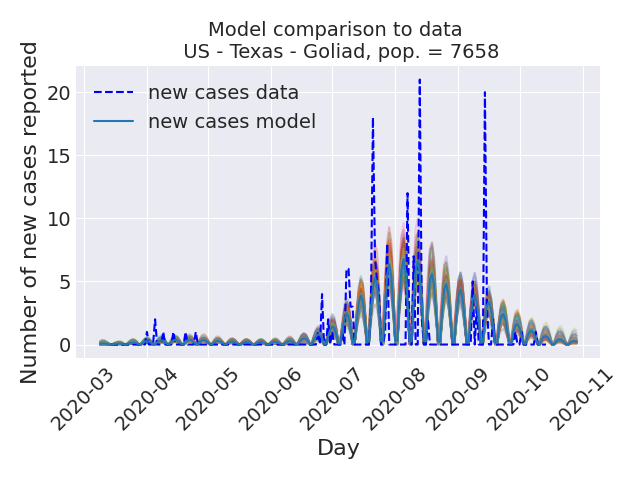 Model comparison to data
US - Texas - Goliad, pop. = 7658
Number of new cases reported
new cases data
new cases model
20
15
10
5
0
2020-03
2020-04
2020-05
2020-06
2020-07
2020-08
2020-09
2020-10
2020-11
Day